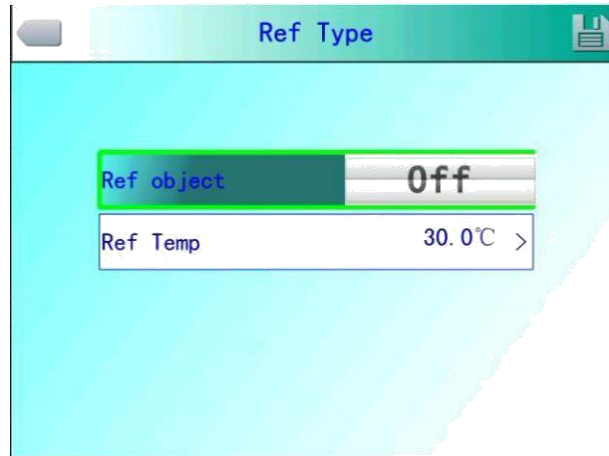 Ref Type
Ref object Off
Ref Temp 30.0℃ >